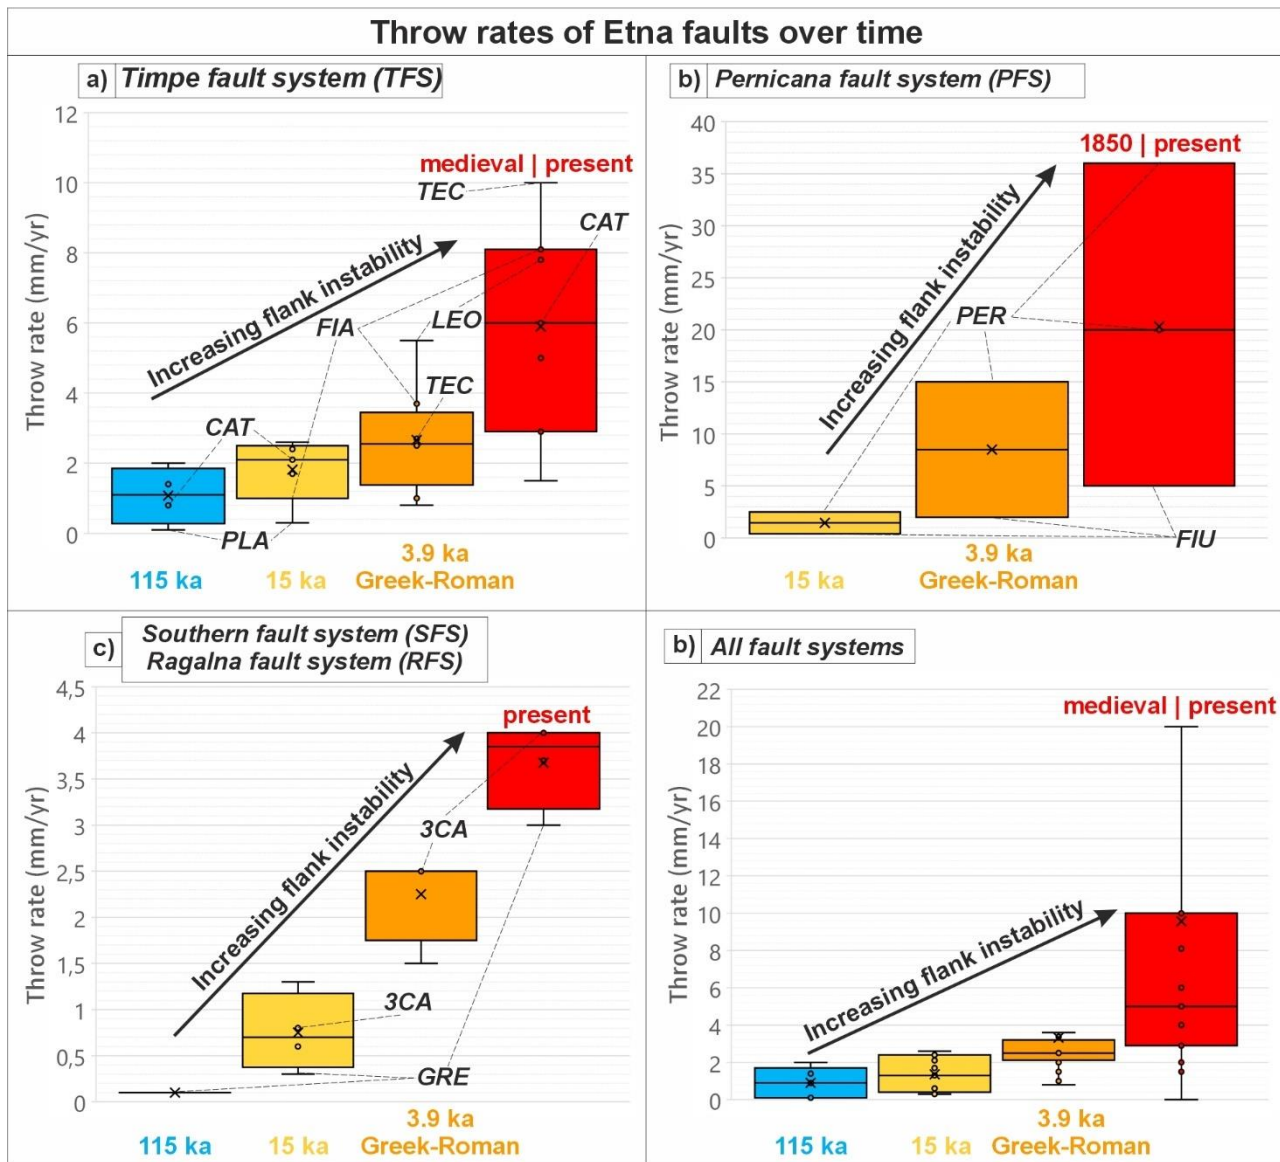 Throw rates of Etna faults over time
a) Timpe fault system (TFS)
Throw rate (mm/yr)
12
10
8
6
4
2
0
Increasing flank instability
medieval | present
TEC
CAT
FIA
LEO
TEC
CAT
PLA
115 ka
15 ka
3.9 ka
Greek-Roman
b) Pernicana fault system (PFS)
Throw rate (mm/yr)
40
35
30
25
20
15
10
5
0
Increasing flank instability
1850 | present
PER
FIU
15 ka
3.9 ka
Greek-Roman
c) Southern fault system (SFS)
Ragalna fault system (RFS)
Throw rate (mm/yr)
4,5
4
3,5
3
2,5
2
1,5
1
0,5
0
Increasing flank instability
present
3CA
3CA
GRE
115 ka
15 ka
3.9 ka
Greek-Roman
b) All fault systems
Throw rate (mm/yr)
22
20
18
16
14
12
10
8
6
4
2
0
Increasing flank instability
medieval | present
115 ka
15 ka
3.9 ka
Greek-Roman